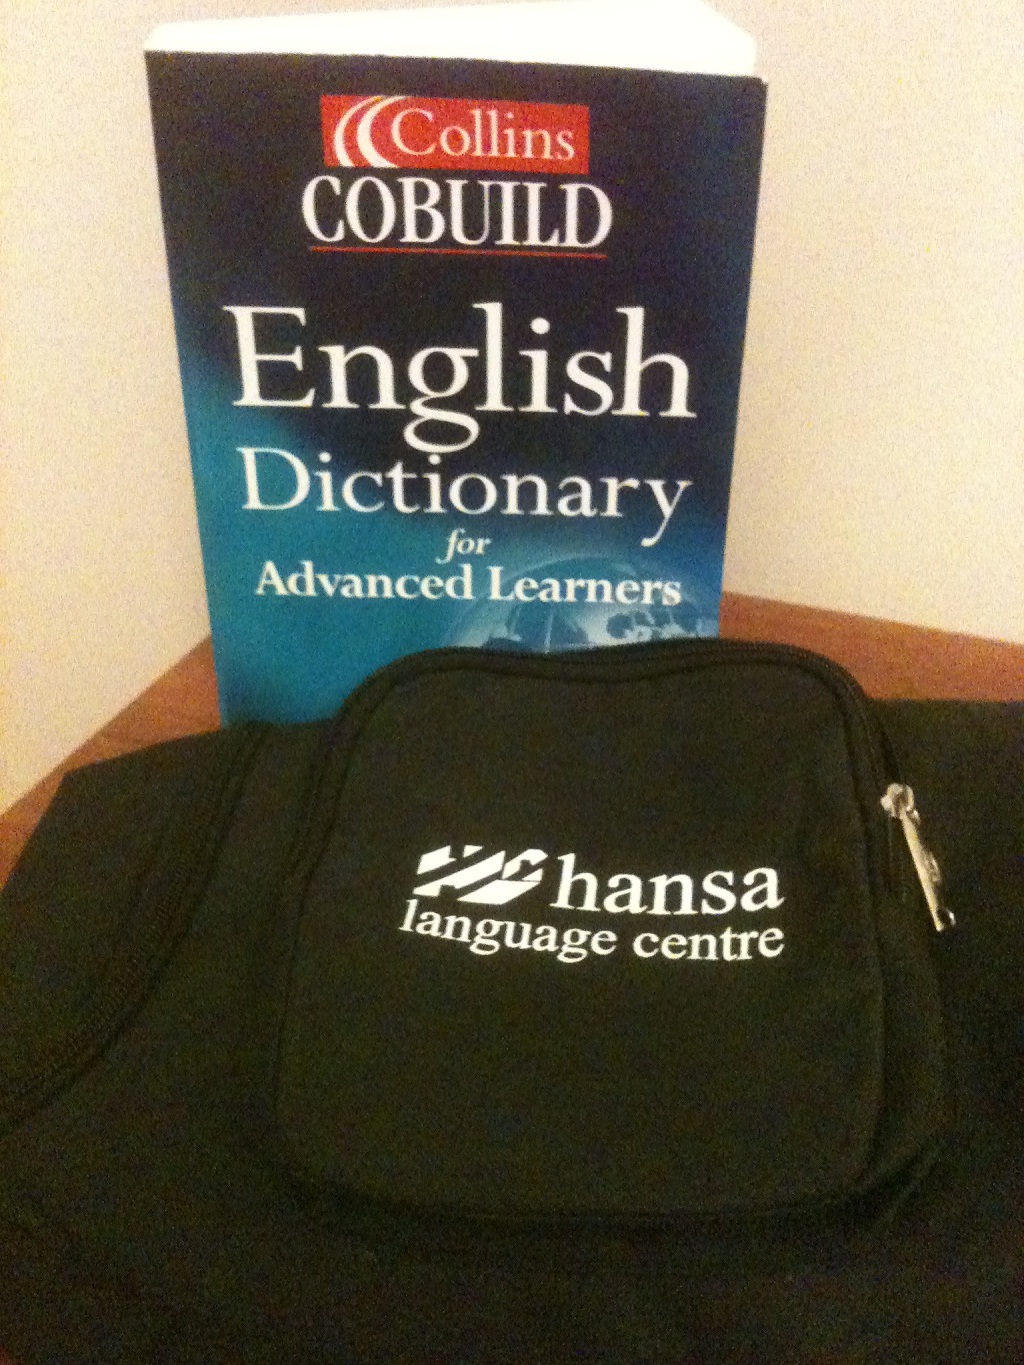 Collins
COBUILD
English
Dictionary
for
Advanced Learners
hansa
language centre